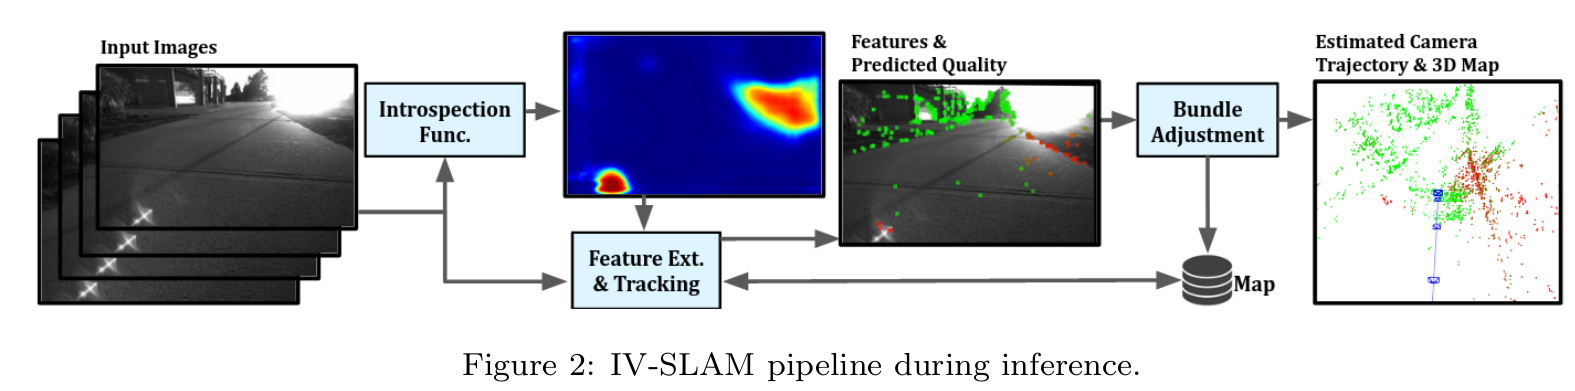 Input Images
Introspection
Func.
Feature Ext.
& Tracking
Features &
Predicted Quality
Bundle
Adjustment
Map
Estimated Camera
Trajectory & 3D Map
Figure 2: IV-SLAM pipeline during inference.